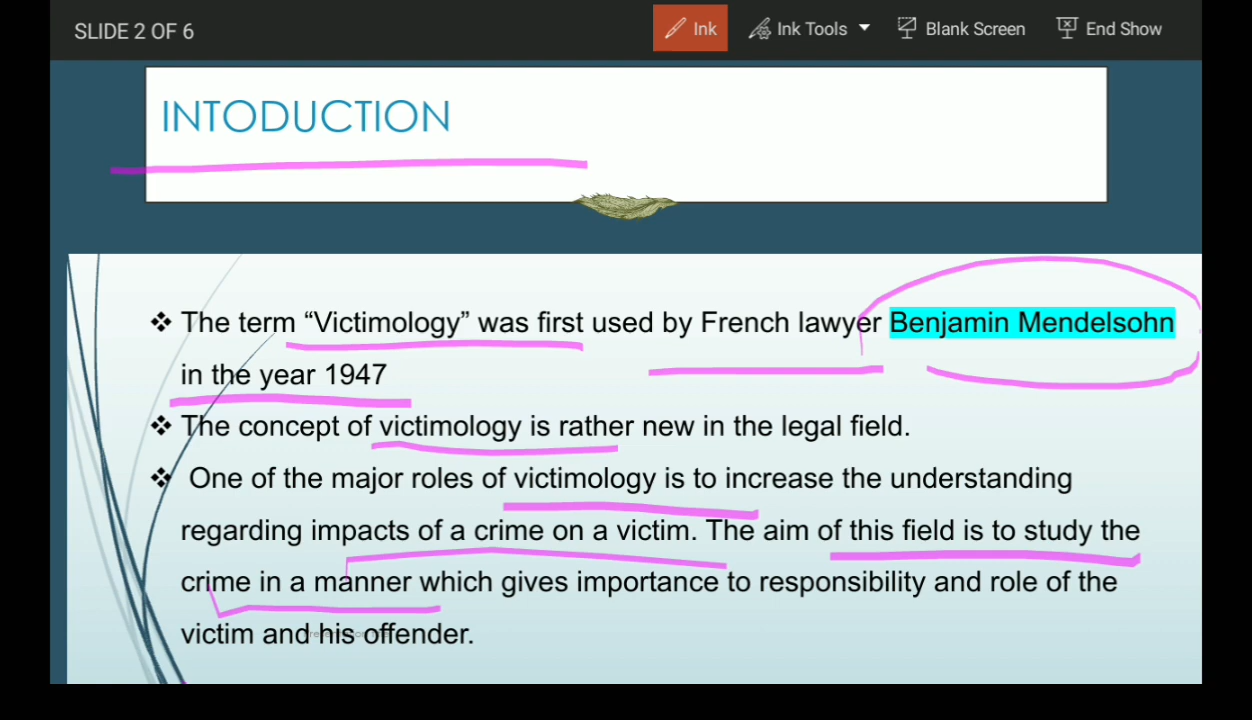 SLIDE 2 OF 6
Ink
Ink Tools
Blank Screen
End Show
INTODUCTION
❖ The term “Victimology” was first used by French lawyer Benjamin Mendelsohn
in the year 1947
❖ The concept of victimology is rather new in the legal field.
❖ One of the major roles of victimology is to increase the understanding
regarding impacts of a crime on a victim. The aim of this field is to study the
crime in a manner which gives importance to responsibility and role of the
victim and his offender.